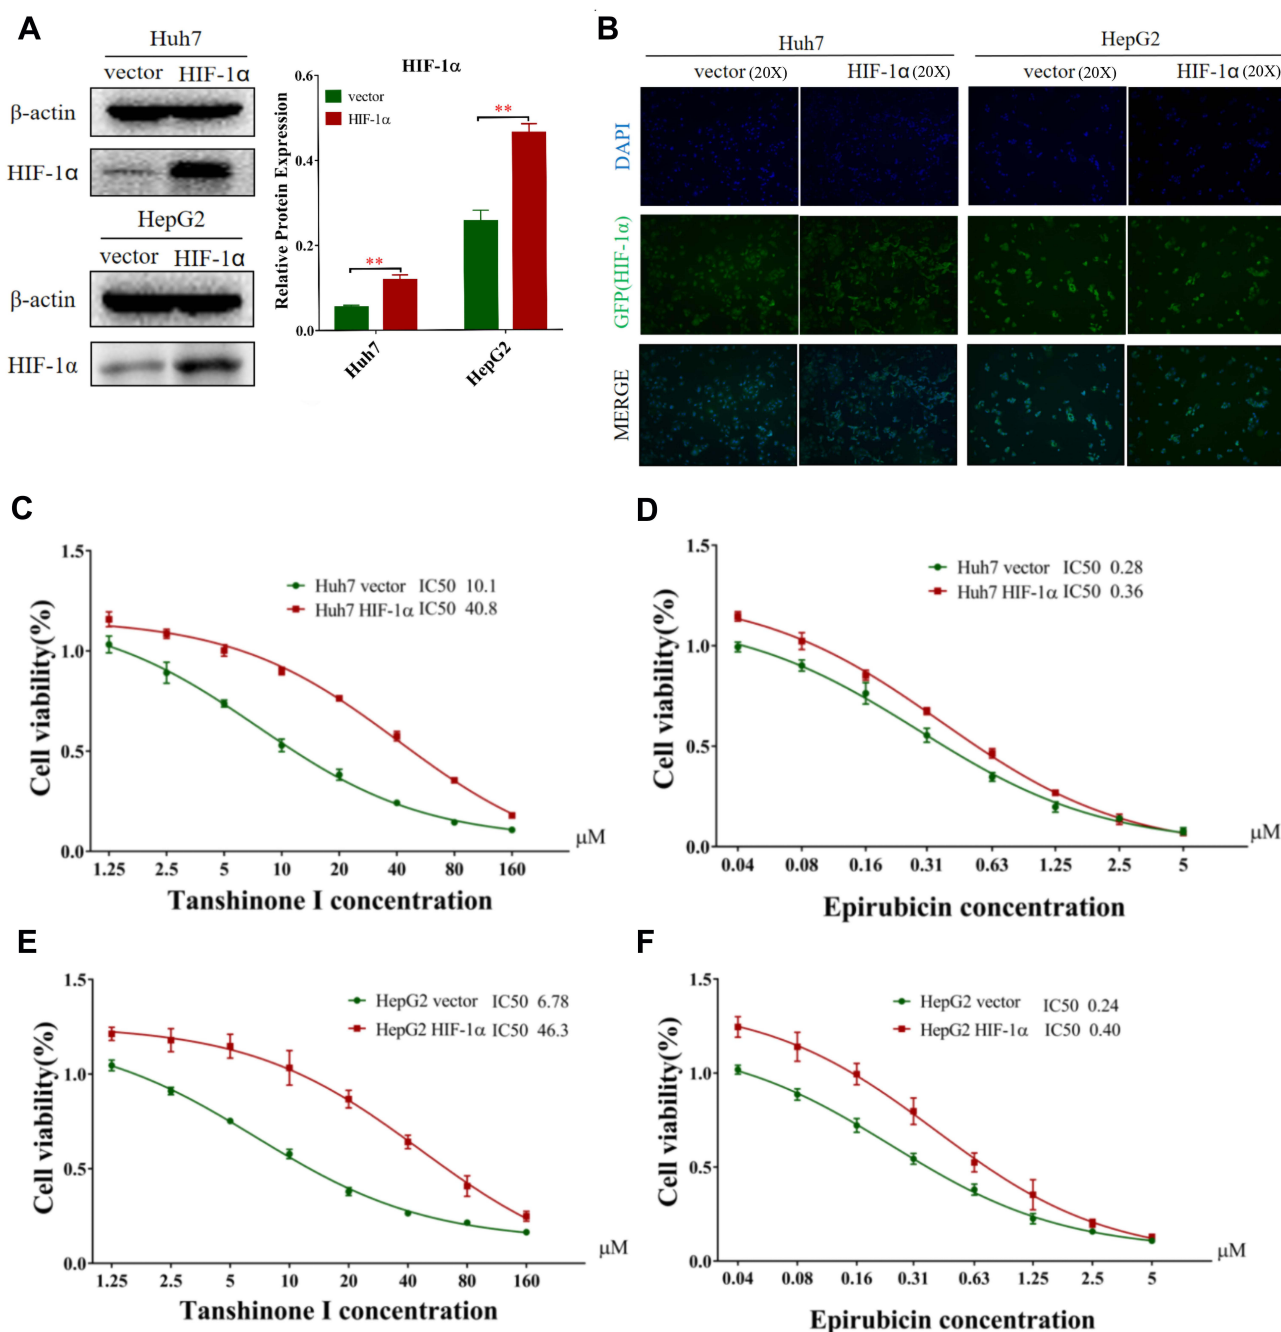 A
Huh7
vector HIF-1α
β-actin
HIF-1α
HepG2
vector HIF-1α
β-actin
HIF-1α
HIF-1α
vector
HIF-1α
Relative Protein Expression
0.6
0.4
0.2
0.0
**
**
Huh7
HepG2
B
Huh7
HepG2
vector (20X)
HIF-1α (20X)
vector (20X)
HIF-1α (20X)
DAPI
GFP(HIF-1α)
MERGE
C
Cell viability(%)
1.5
1.0
0.5
0.0
Huh7 vector IC50 10.1
Huh7 HIF-1α IC50 40.8
1.25 2.5 5 10 20 40 80 160
μM
Tanshinone I concentration
D
Cell viability(%)
1.5
1.0
0.5
0.0
Huh7 vector IC50 0.28
Huh7 HIF-1α IC50 0.36
0.04 0.08 0.16 0.31 0.63 1.25 2.5 5
μM
Epirubicin concentration
E
Cell viability(%)
1.5
1.0
0.5
0.0
HepG2 vector IC50 6.78
HepG2 HIF-1α IC50 46.3
1.25 2.5 5 10 20 40 80 160
μM
Tanshinone I concentration
F
Cell viability(%)
1.5
1.0
0.5
0.0
HepG2 vector IC50 0.24
HepG2 HIF-1α IC50 0.40
0.04 0.08 0.16 0.31 0.63 1.25 2.5 5
μM
Epirubicin concentration